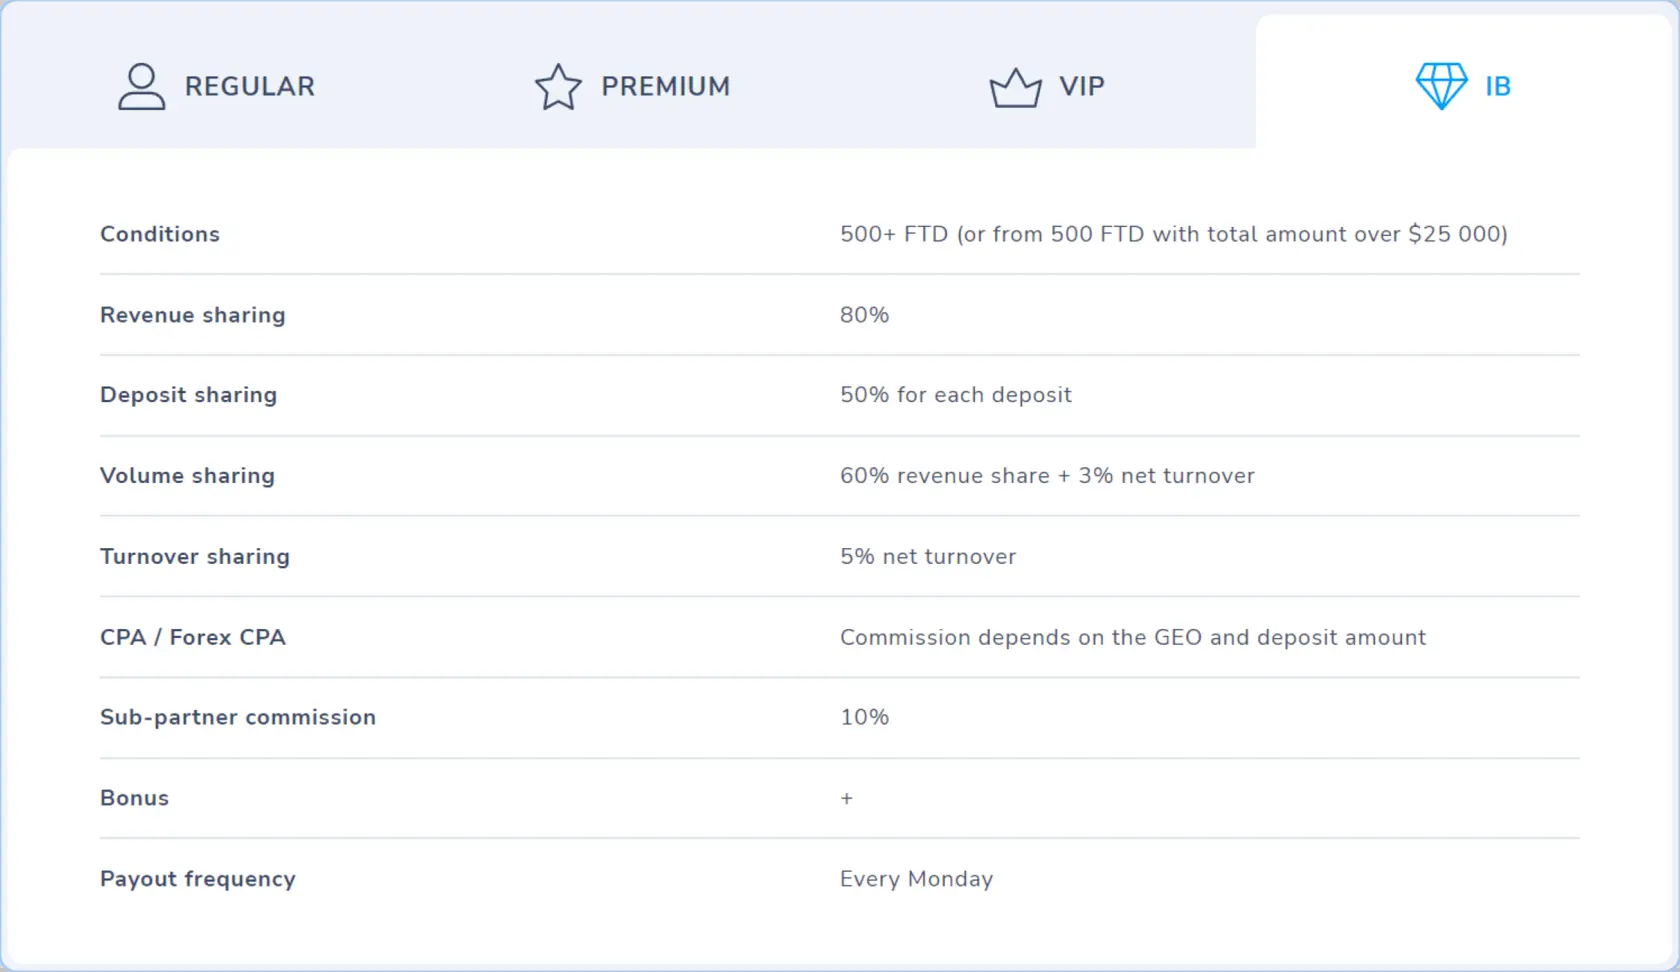 REGULAR
PREMIUM
VIP
IB
Conditions 500+ FTD (or from 500 FTD with total amount over $25 000)
Revenue sharing 80%
Deposit sharing 50% for each deposit
Volume sharing 60% revenue share + 3% net turnover
Turnover sharing 5% net turnover
CPA / Forex CPA Commission depends on the GEO and deposit amount
Sub-partner commission 10%
Bonus +
Payout frequency Every Monday